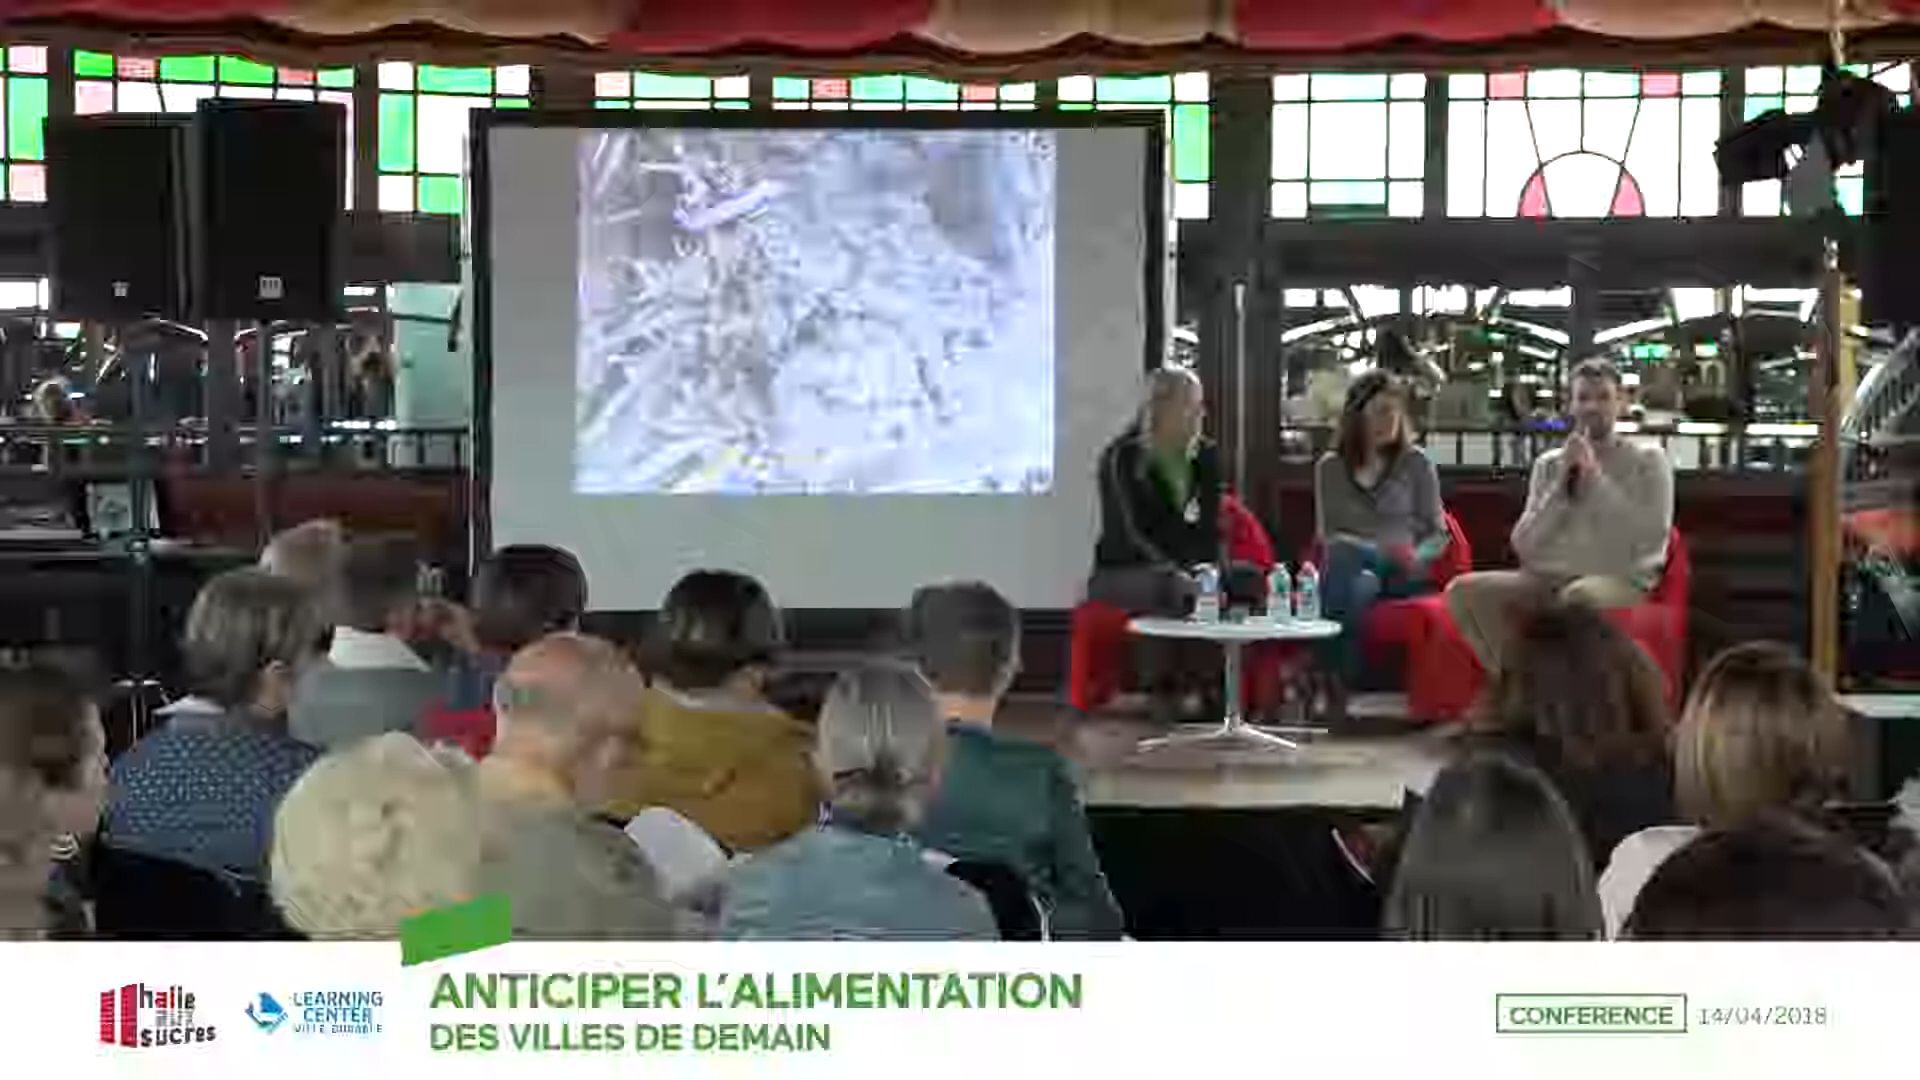 halle
aux
sucres
LEARNING
CENTER
VILLE DURABLE
ANTICIPER L'ALIMENTATION
DES VILLES DE DEMAIN
CONFERENCE
14/04/2018